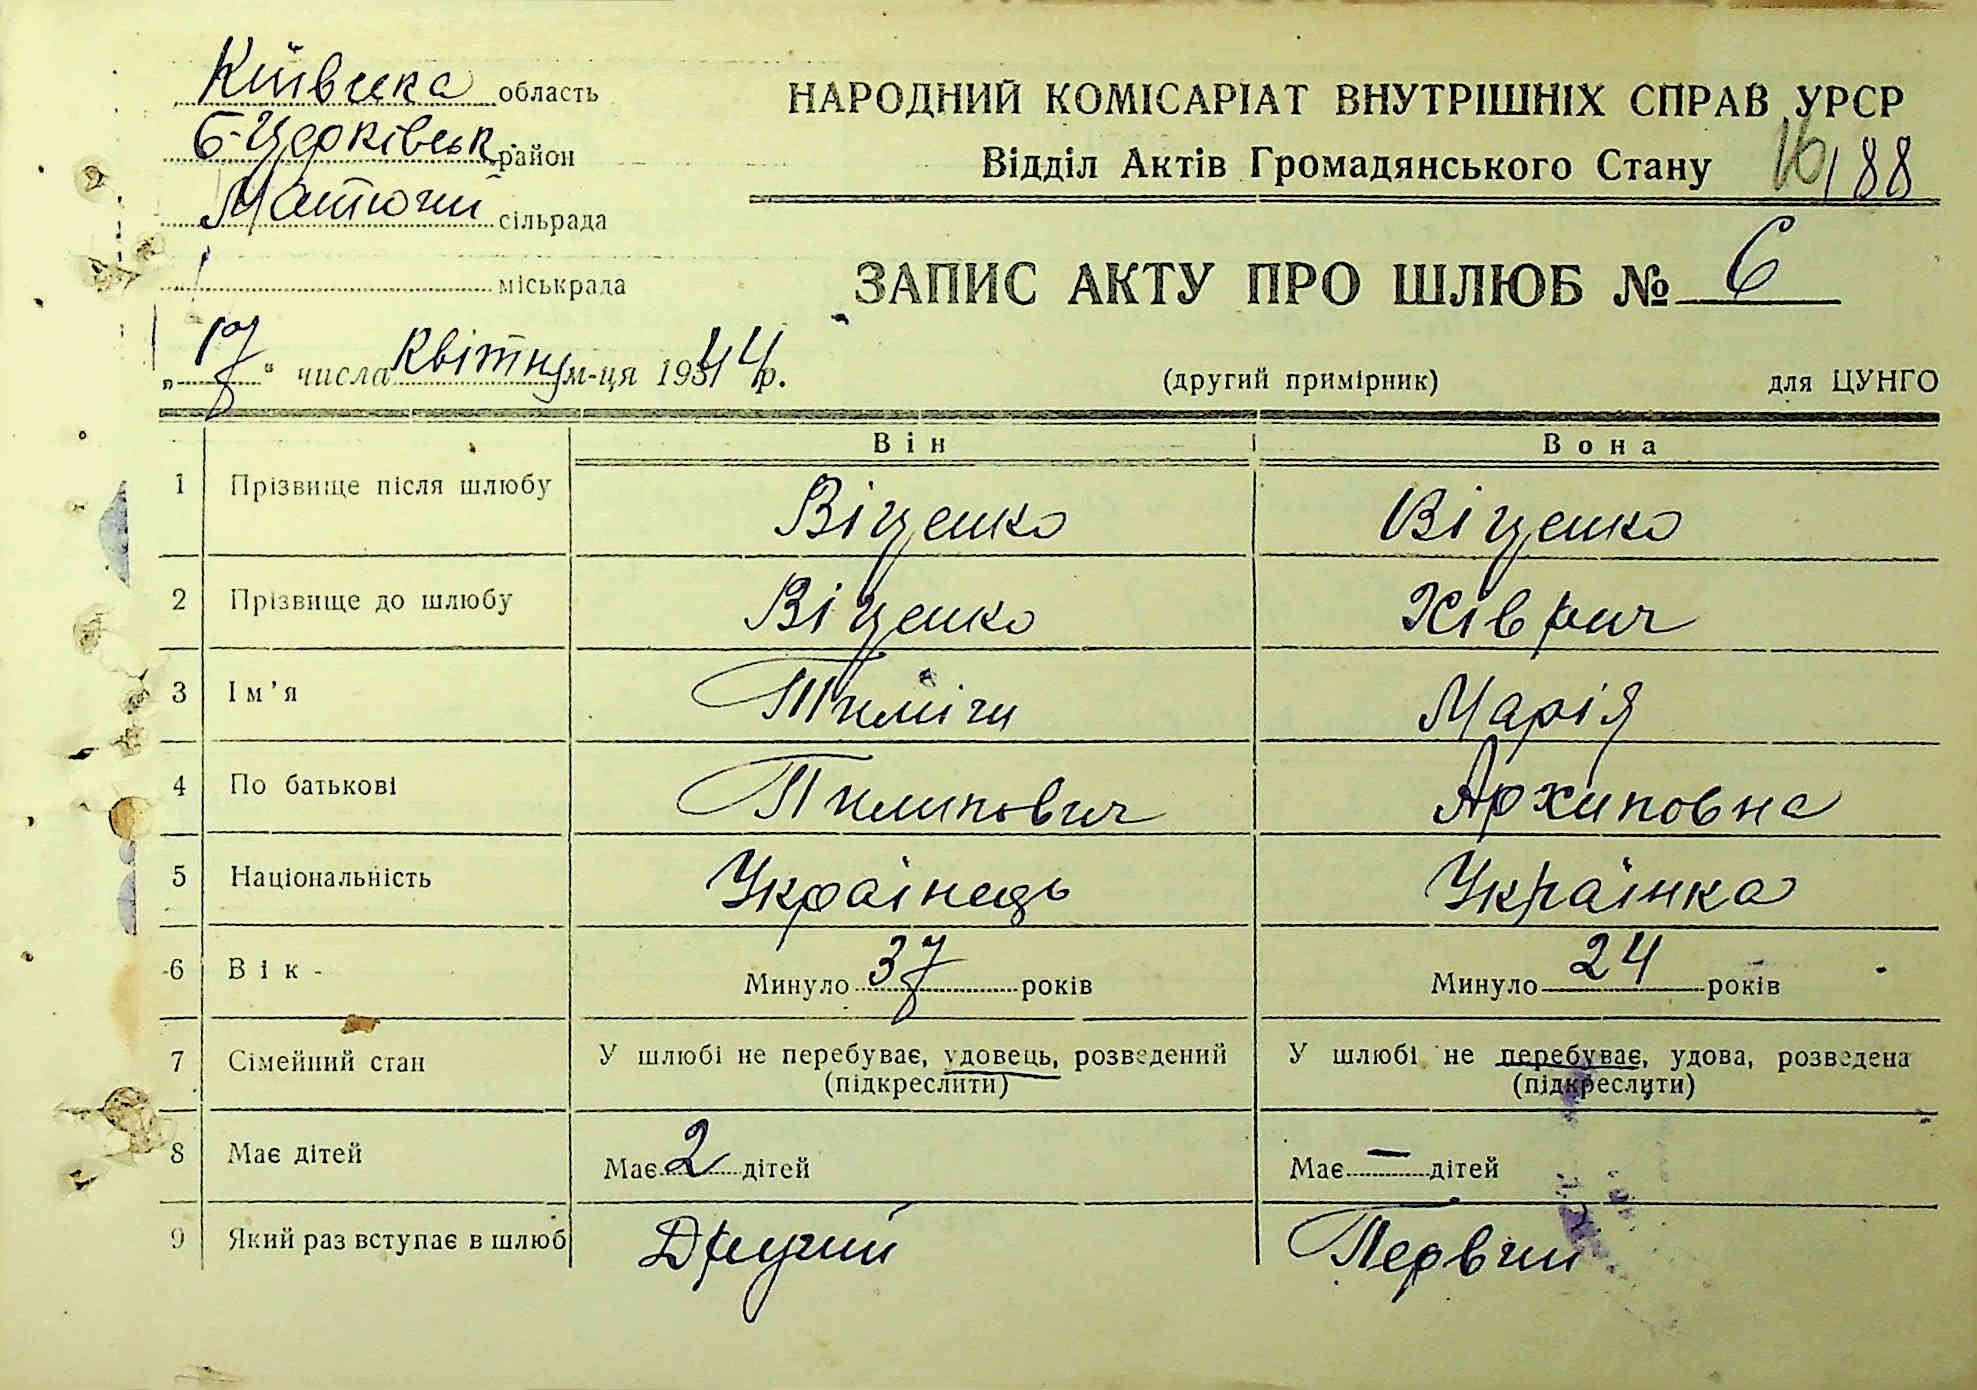 Київська область
Б-Церківськ район
Матюши сільрада
міськрада
НАРОДНИЙ КОМІСАРІАТ ВНУТРІШНІХ СПРАВ УРСР
Відділ Актів Громадянського Стану 16/88
ЗАПИС АКТУ ПРО ШЛЮБ № 6
„17“ числа квітня м-ця 1944 р.
(другий примірник) для ЦУНГО
Він Вона
1 Прізвище після шлюбу Віценко Віценко
2 Прізвище до шлюбу Віценко Хіврич
3 Ім'я Марія
4 По батькові Пилипович Архиповна
5 Національність Українець Українка
6 Вік - Минуло 37 років Минуло 24 років
7 Сімейний стан У шлюбі не перебуває, удовець, розведений У шлюбі не перебуває, удова, розведена
(підкреслити) (підкреслити)
8 Має дітей Має 2 дітей Має — дітей
9 Який раз вступає в шлюб Другий Первий